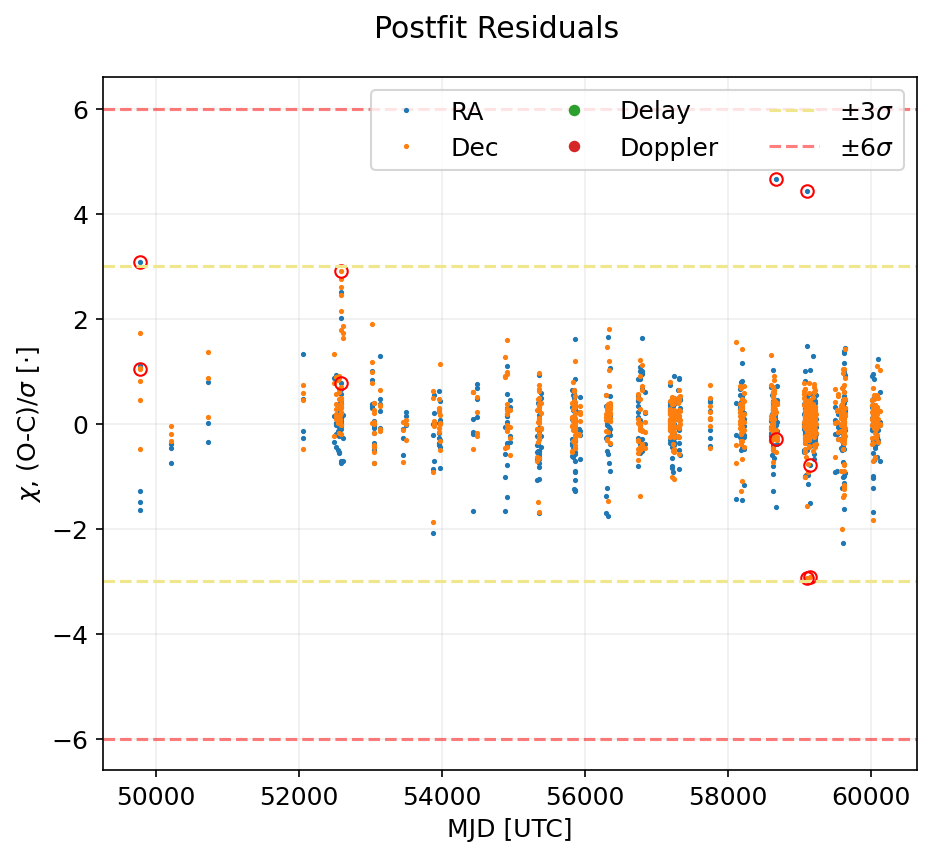 Postfit Residuals
RA
Dec
Delay
Doppler
±3σ
±6σ
6
4
2
0
−2
−4
−6
χ, (O-C)/σ [·]
50000 52000 54000 56000 58000 60000
MJD [UTC]